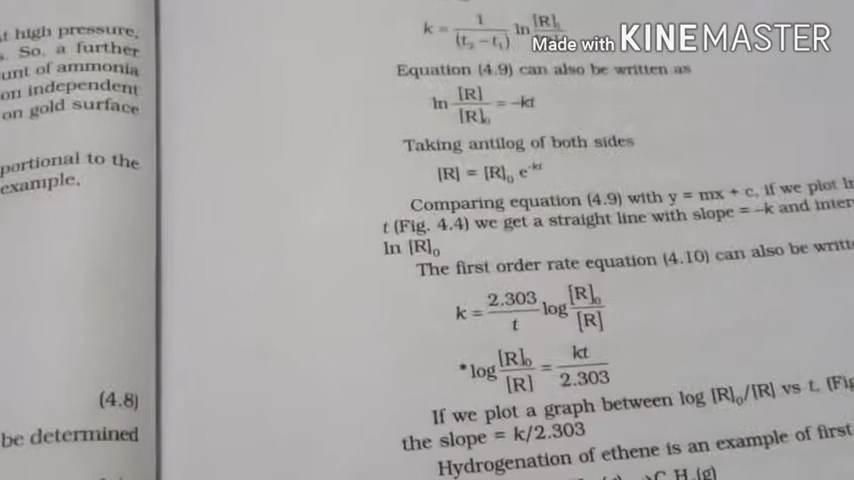 t high pressure,
. So, a further
unt of ammonia
on independent
on gold surface
portional to the
example.
(4.8)
be determined
k = 1/(t₂ – t₁) ln [R]₁
Made with KINEMASTER
Equation (4.9) can also be written as
ln [R]/[R]₀ = –kt
Taking antilog of both sides
[R] = [R]₀ e⁻ᵏᵗ
Comparing equation (4.9) with y = mx + c, if we plot ln
t (Fig. 4.4) we get a straight line with slope = –k and inter
ln [R]₀
The first order rate equation (4.10) can also be writt
k = 2.303/t log [R]₀/[R]
*log [R]₀/[R] = kt/2.303
If we plot a graph between log [R]₀/[R] vs t, (Fig
the slope = k/2.303
Hydrogenation of ethene is an example of first